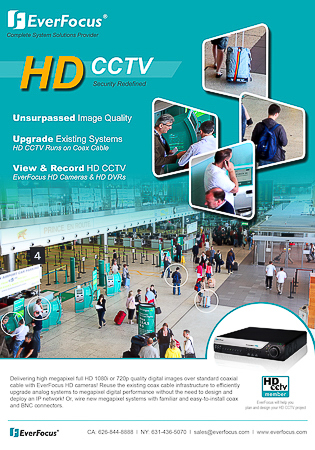 EverFocus®
Complete System Solutions Provider
HD CCTV
Security Redefined
Unsurpassed Image Quality
Upgrade Existing Systems
HD CCTV Runs on Coax Cable
View & Record HD CCTV
EverFocus HD Cameras & HD DVRs
4
Delivering high megapixel full HD 1080i or 720p quality digital images over standard coaxial
cable with EverFocus HD cameras! Reuse the existing coax cable infrastructure to efficiently
upgrade analog systems to megapixel digital performance without the need to design and
deploy an IP network! Or, wire new megapixel systems with familiar and easy-to-install coax
and BNC connectors.
HD
cctv
member
EverFocus will help you
plan and design your HD CCTV project
EverFocus®
CA: 626-844-8888 | NY: 631-436-5070 | sales@everfocus.com | www.everfocus.com